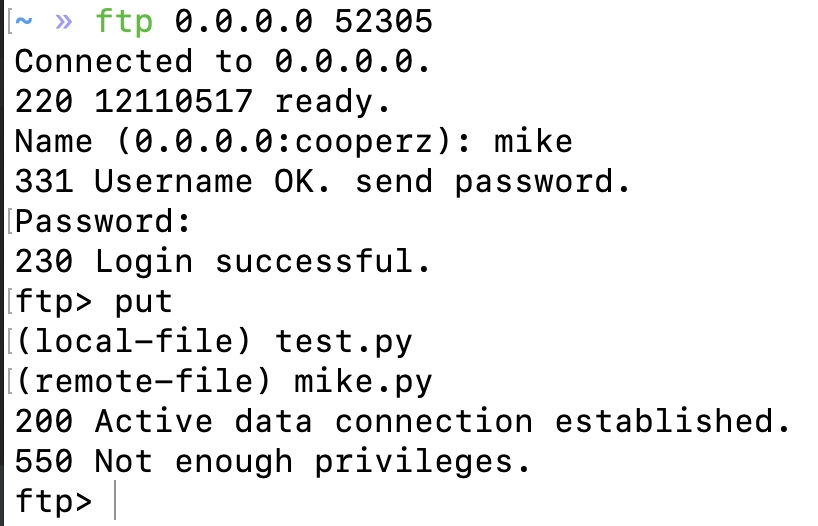 [~ » ftp 0.0.0.0 52305
Connected to 0.0.0.0.
220 12110517 ready.
Name (0.0.0.0:cooperz): mike
331 Username OK. send password.
[Password:
230 Login successful.
[ftp> put
[(local-file) test.py
[(remote-file) mike.py
200 Active data connection established.
550 Not enough privileges.
ftp>